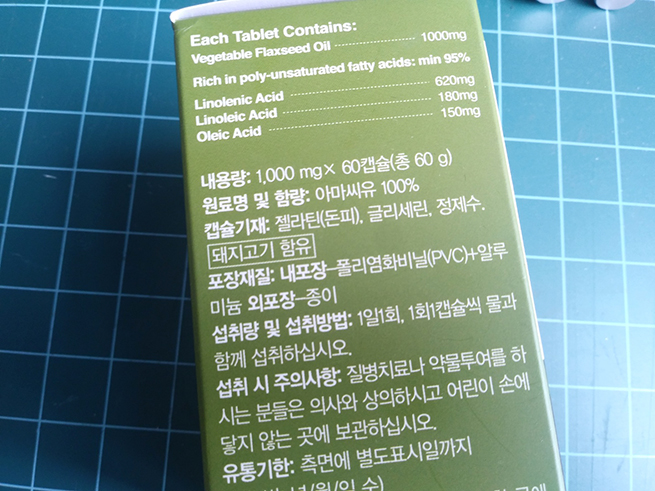 Each Tablet Contains:
Vegetable Flaxseed Oil 1000mg
Rich in poly-unsaturated fatty acids: min 95%
Linolenic Acid 620mg
Linoleic Acid 180mg
Oleic Acid 150mg
내용량: 1,000 mg× 60캡슐(총 60 g)
원료명 및 함량: 아마씨유 100%
캡슐기재: 젤라틴(돈피), 글리세린, 정제수.
돼지고기 함유
포장재질: 내포장–폴리염화비닐(PVC)+알루
미늄 외포장–종이
섭취량 및 섭취방법: 1일1회, 1회1캡슐씩 물과
함께 섭취하십시오.
섭취 시 주의사항: 질병치료나 약물투여를 하
시는 분들은 의사와 상의하시고 어린이 손에
닿지 않는 곳에 보관하십시오.
유통기한: 측면에 별도표시일까지